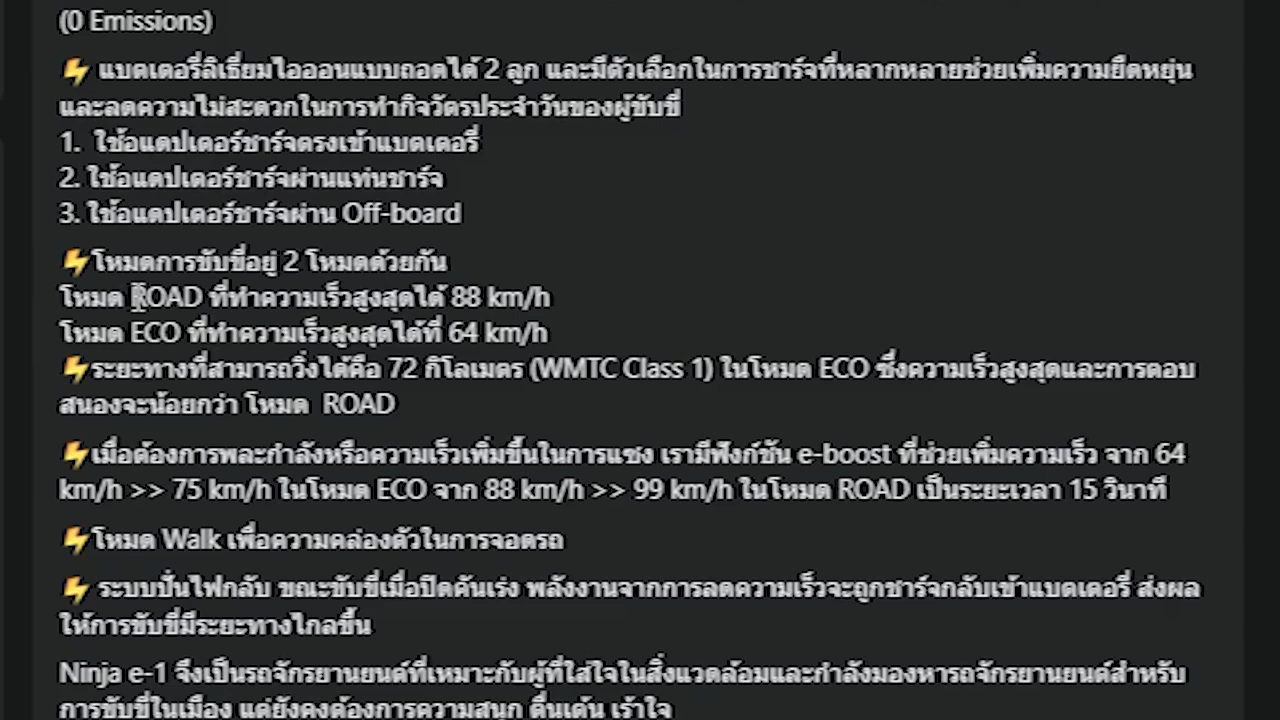 (0 Emissions)
⚡ แบตเตอรี่ลิเธี่ยมไอออนแบบถอดได้ 2 ลูก และมีตัวเลือกในการชาร์จที่หลากหลายช่วยเพิ่มความยืดหยุ่น
และลดความไม่สะดวกในการทำกิจวัตรประจำวันของผู้ขับขี่
1. ใช้อแดปเตอร์ชาร์จตรงเข้าแบตเตอรี่
2. ใช้อแดปเตอร์ชาร์จผ่านแท่นชาร์จ
3. ใช้อแดปเตอร์ชาร์จผ่าน Off-board
⚡โหมดการขับขี่อยู่ 2 โหมดด้วยกัน
โหมด ROAD ที่ทำความเร็วสูงสุดได้ 88 km/h
โหมด ECO ที่ทำความเร็วสูงสุดได้ที่ 64 km/h
⚡ระยะทางที่สามารถวิ่งได้คือ 72 กิโลเมตร (WMTC Class 1) ในโหมด ECO ซึ่งความเร็วสูงสุดและการตอบ
สนองจะน้อยกว่า โหมด ROAD
⚡เมื่อต้องการพละกำลังหรือความเร็วเพิ่มขึ้นในการแซง เรามีฟังก์ชัน e-boost ที่ช่วยเพิ่มความเร็ว จาก 64
km/h >> 75 km/h ในโหมด ECO จาก 88 km/h >> 99 km/h ในโหมด ROAD เป็นระยะเวลา 15 วินาที
⚡โหมด Walk เพื่อความคล่องตัวในการจอดรถ
⚡ ระบบปั่นไฟกลับ ขณะขับขี่เมื่อปิดคันเร่ง พลังงานจากการลดความเร็วจะถูกชาร์จกลับเข้าแบตเตอรี่ ส่งผล
ให้การขับขี่มีระยะทางไกลขึ้น
Ninja e-1 จึงเป็นรถจักรยานยนต์ที่เหมาะกับผู้ที่ใส่ใจในสิ่งแวดล้อมและกำลังมองหารถจักรยานยนต์สำหรับ
การขับขี่ในเมือง แต่ยังคงต้องการความสนุก ตื่นเต้น เร้าใจ